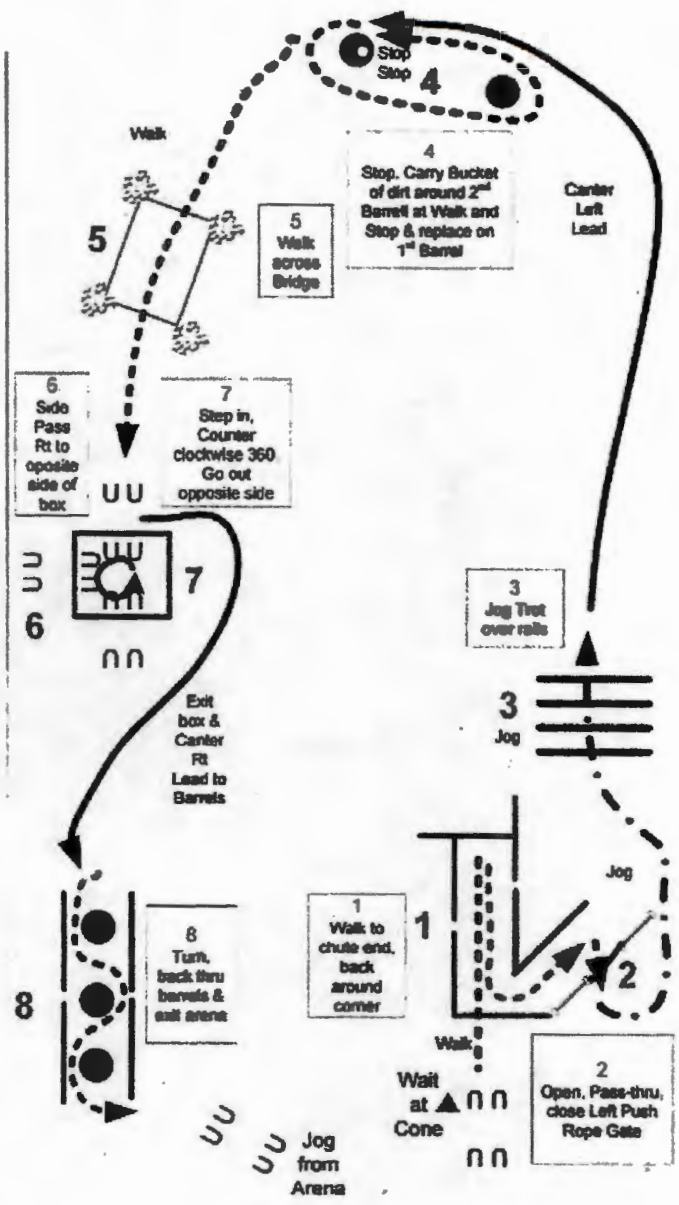 Stop
Stop
4
4
Stop, Carry Bucket
of dirt around 2nd
Barrell at Walk and
Stop & replace on
1st Barrel
Canter
Left
Lead
Walk
5
5
Walk
across
Bridge
6
Side
Pass
Rt to
oposite
side of
box
7
Step in,
Counter
clockwise 360
Go out
opposite side
6
7
3
Jog Trot
over rails
3
Jog
Exit
box &
Canter
Rt
Lead to
Barrels
Jog
1
Walk to
chute end,
back
around
corner
1
2
8
Turn,
back thru
barrels &
exit arena
8
Walk
Wait
at
Cone
2
Open, Pass-thru,
close Left Push
Rope Gate
Jog
from
Arena